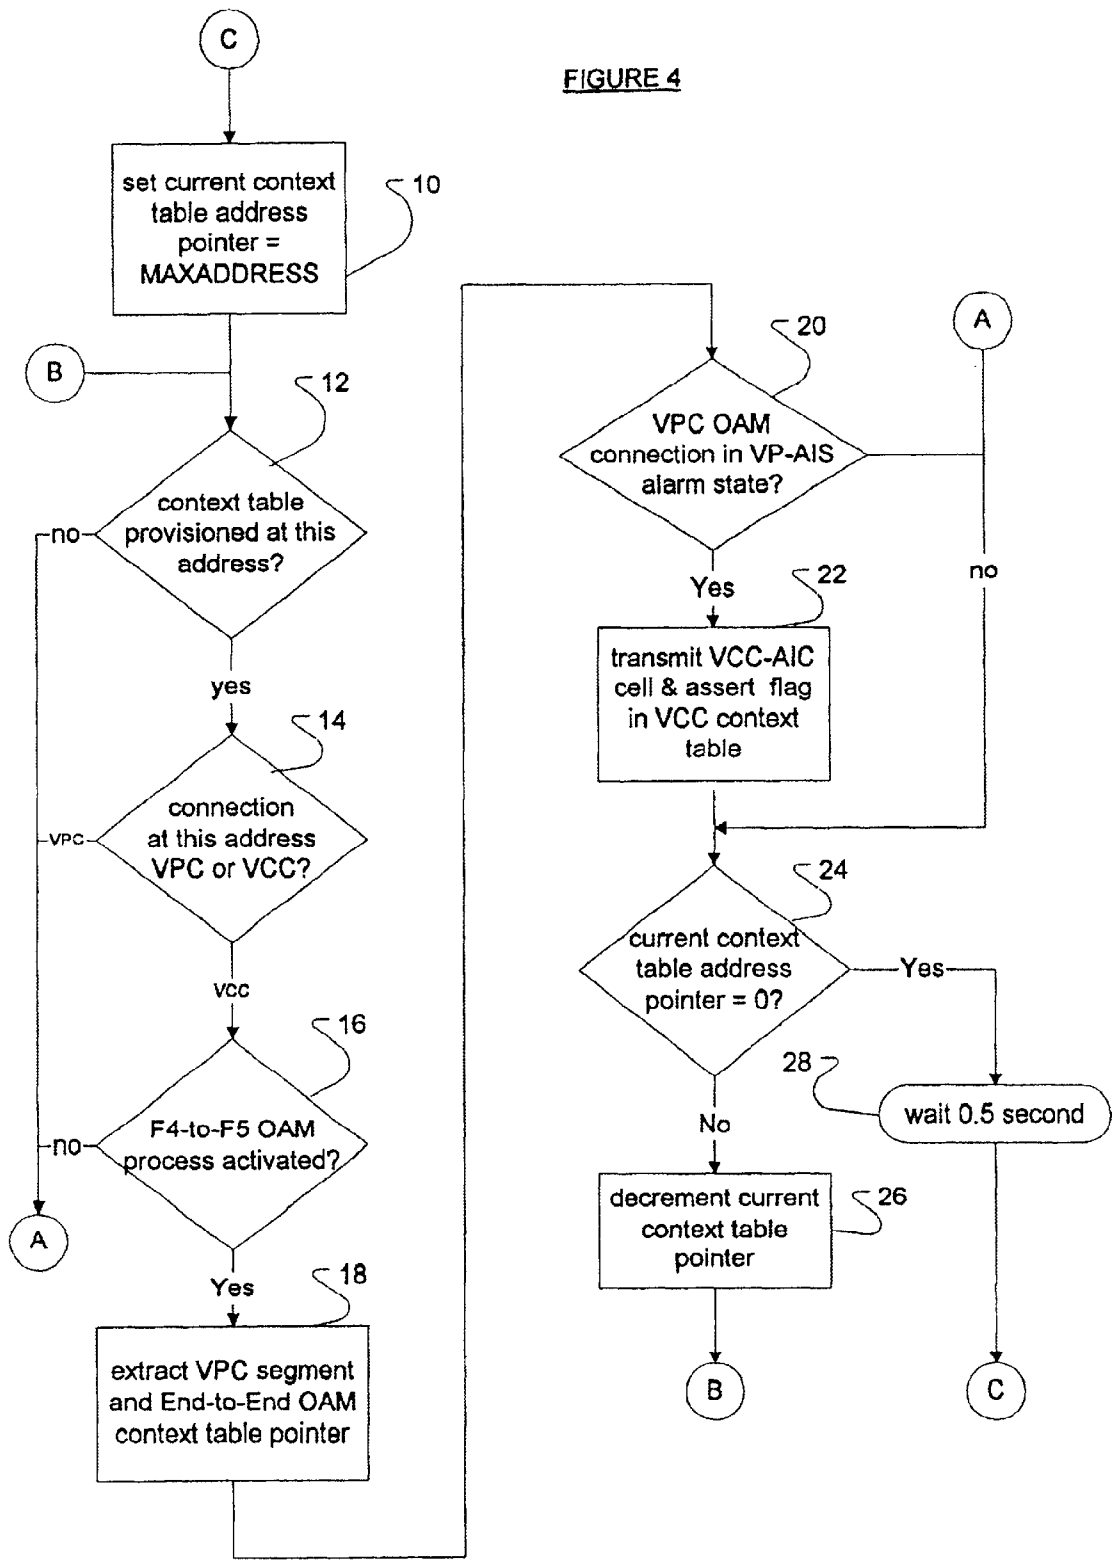 C
FIGURE 4
set current context
table address
pointer =
MAXADDRESS
10
B
12
context table
provisioned at this
address?
no
yes
14
connection
at this address
VPC or VCC?
VPC
vcc
16
F4-to-F5 OAM
process activated?
no
A
Yes
18
extract VPC segment
and End-to-End OAM
context table pointer
20
A
VPC OAM
connection in VP-AIS
alarm state?
no
Yes
22
transmit VCC-AIC
cell & assert flag
in VCC context
table
24
current context
table address
pointer = 0?
Yes
28
wait 0.5 second
No
26
decrement current
context table
pointer
B
C